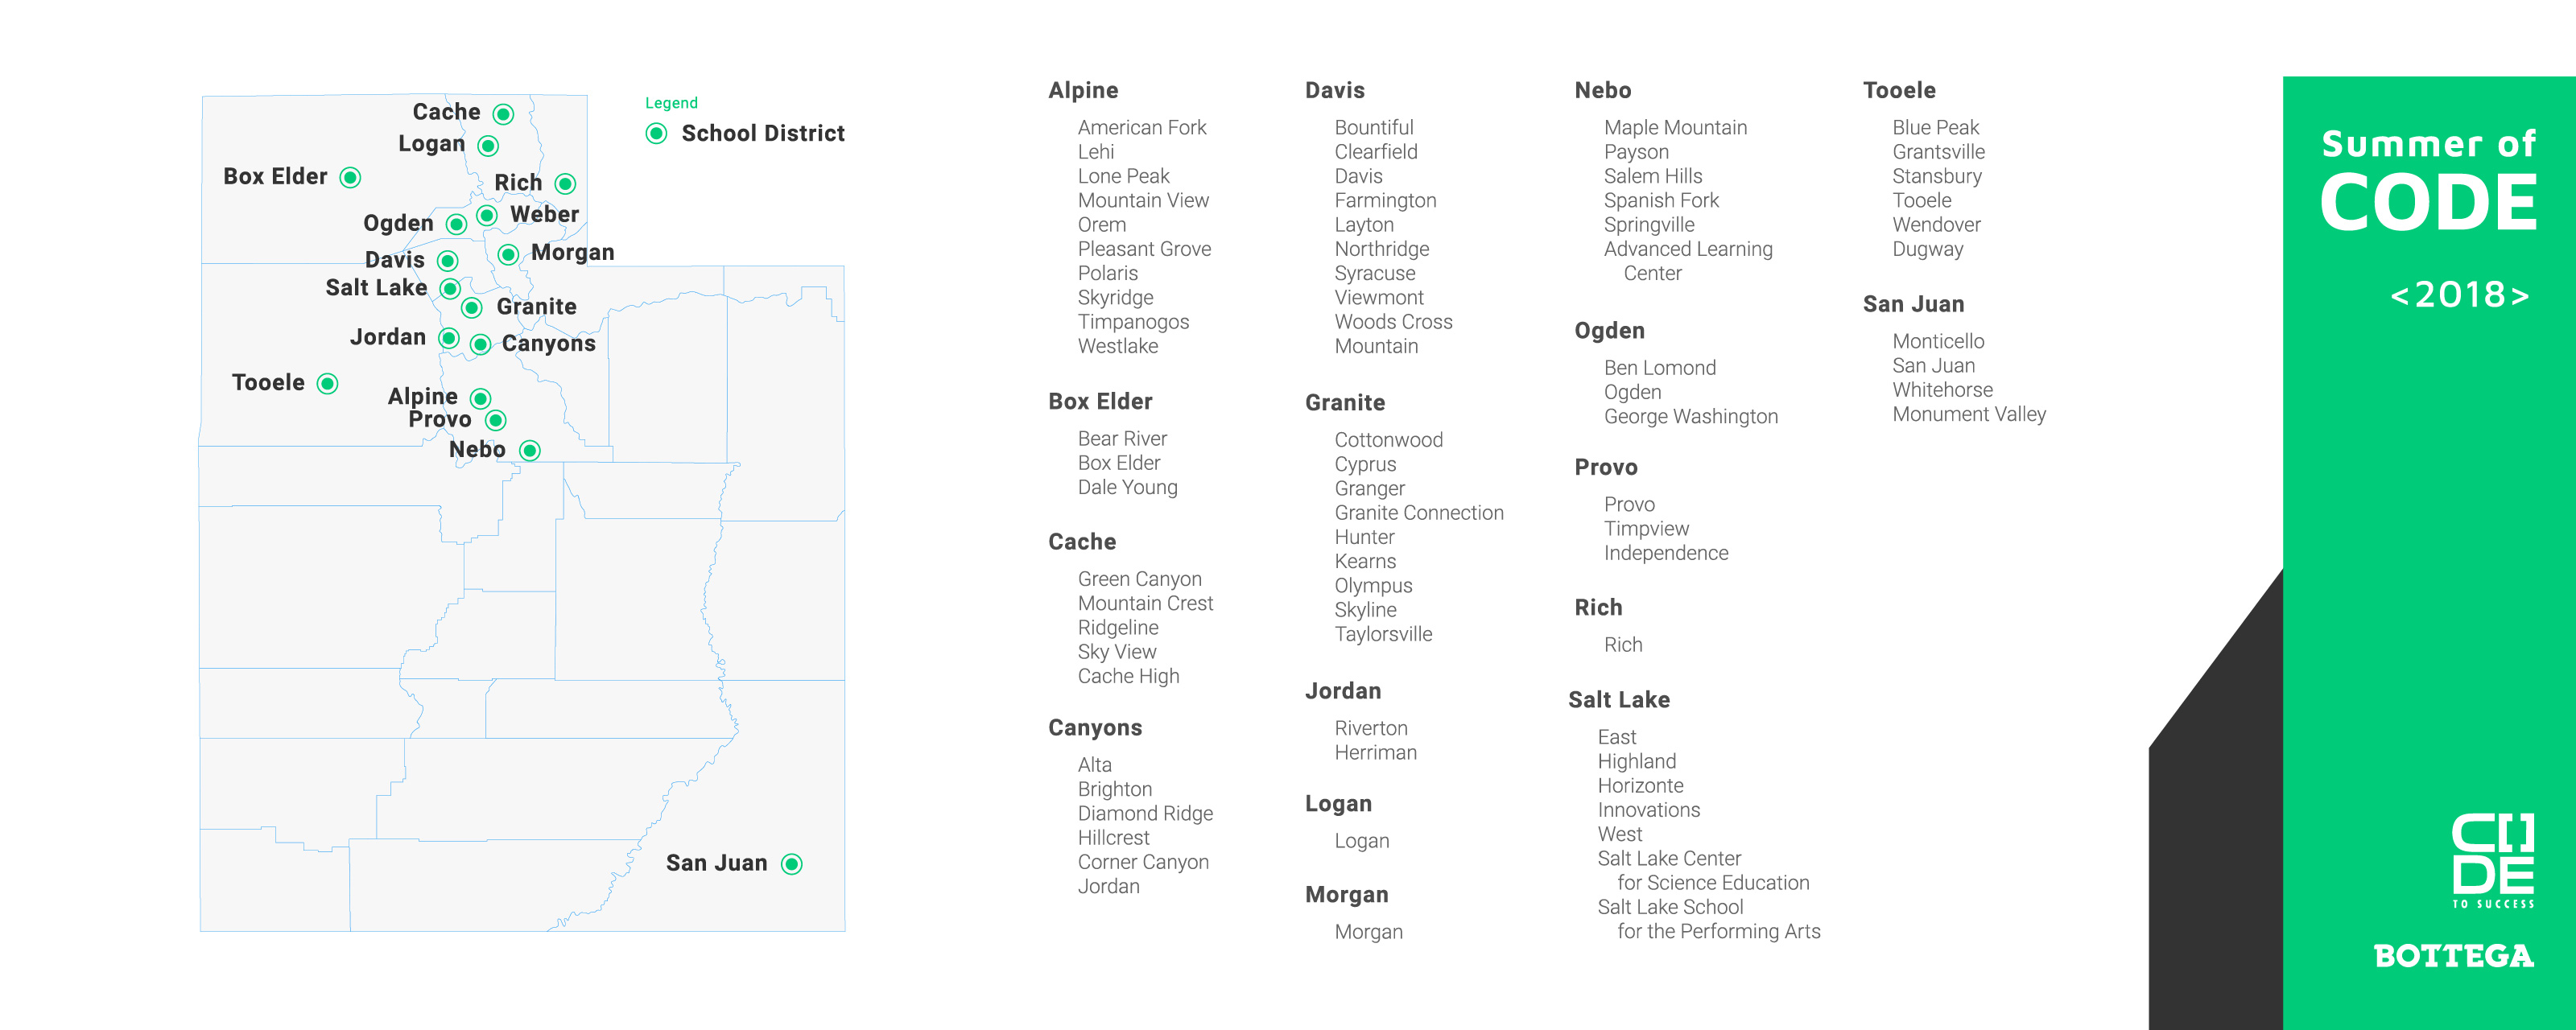 Cache
Logan
Box Elder
Rich
Weber
Ogden
Morgan
Davis
Salt Lake
Granite
Jordan
Canyons
Tooele
Alpine
Provo
Nebo
San Juan
Legend
School District
Alpine
American Fork
Lehi
Lone Peak
Mountain View
Orem
Pleasant Grove
Polaris
Skyridge
Timpanogos
Westlake
Box Elder
Bear River
Box Elder
Dale Young
Cache
Green Canyon
Mountain Crest
Ridgeline
Sky View
Cache High
Canyons
Alta
Brighton
Diamond Ridge
Hillcrest
Corner Canyon
Jordan
Davis
Bountiful
Clearfield
Davis
Farmington
Layton
Northridge
Syracuse
Viewmont
Woods Cross
Mountain
Granite
Cottonwood
Cyprus
Granger
Granite Connection
Hunter
Kearns
Olympus
Skyline
Taylorsville
Jordan
Riverton
Herriman
Logan
Logan
Morgan
Morgan
Nebo
Maple Mountain
Payson
Salem Hills
Spanish Fork
Springville
Advanced Learning
Center
Ogden
Ben Lomond
Ogden
George Washington
Provo
Provo
Timpview
Independence
Rich
Rich
Salt Lake
East
Highland
Horizonte
Innovations
West
Salt Lake Center
for Science Education
Salt Lake School
for the Performing Arts
Tooele
Blue Peak
Grantsville
Stansbury
Tooele
Wendover
Dugway
San Juan
Monticello
San Juan
Whitehorse
Monument Valley
Summer of
CODE
<2018>
C[]
DE
TO SUCCESS
BOTTEGA